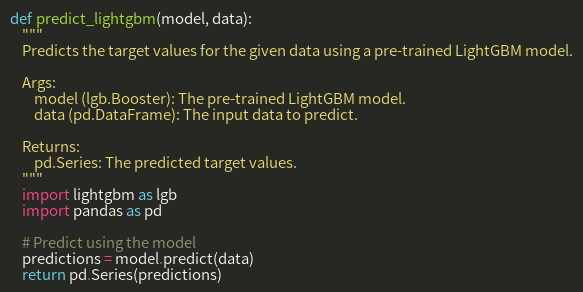 def predict_lightgbm(model, data):
    """
    Predicts the target values for the given data using a pre-trained LightGBM model.

    Args:
        model (lgb.Booster): The pre-trained LightGBM model.
        data (pd.DataFrame): The input data to predict.

    Returns:
        pd.Series: The predicted target values.
    """
    import lightgbm as lgb
    import pandas as pd

    # Predict using the model
    predictions = model.predict(data)
    return pd.Series(predictions)